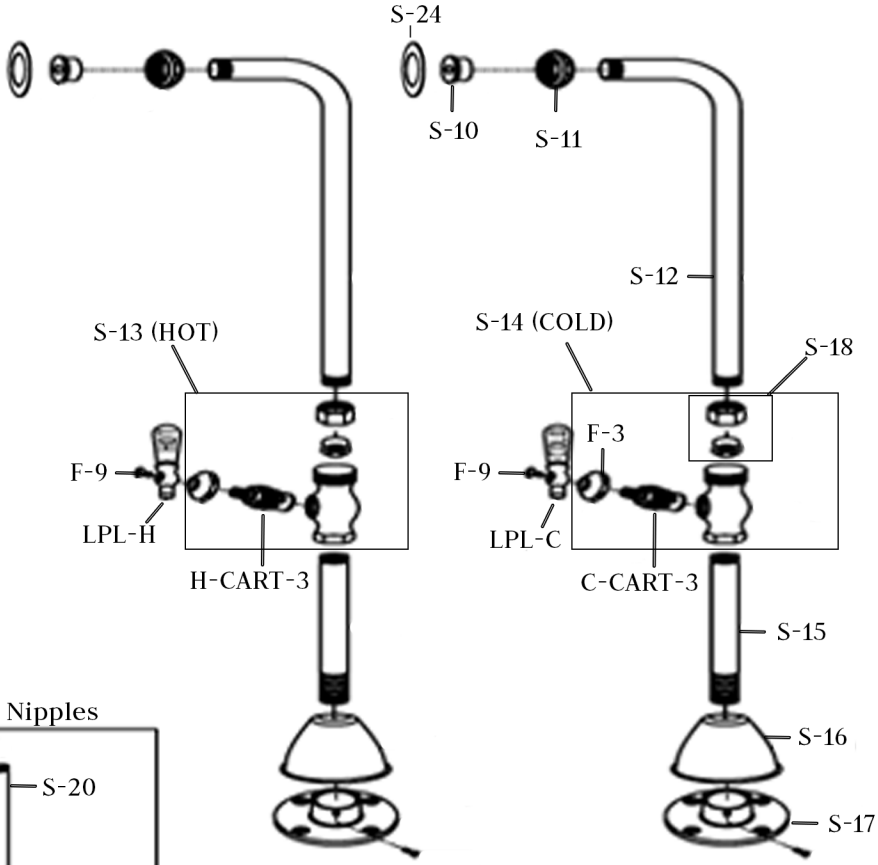 S-24
S-10
S-11
S-12
S-13 (HOT)
S-14 (COLD)
S-18
F-9
F-9
F-3
LPL-H
LPL-C
H-CART-3
C-CART-3
S-15
Nipples
S-16
S-20
S-17